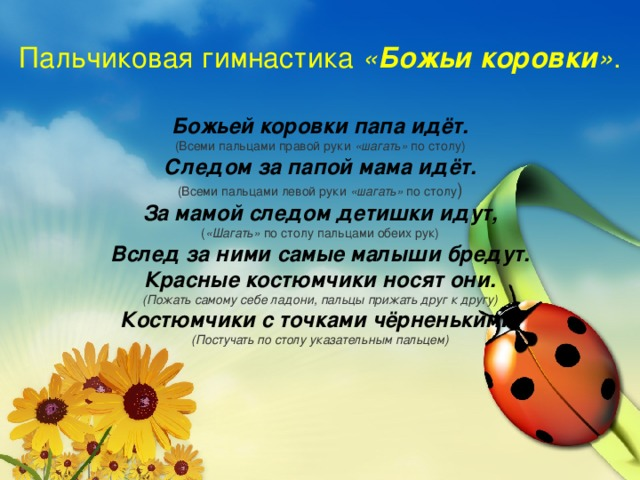 Пальчиковая гимнастика «Божьи коровки».
Божьей коровки папа идёт.
(Всеми пальцами правой руки «шагать» по столу)
Следом за папой мама идёт.
(Всеми пальцами левой руки «шагать» по столу)
За мамой следом детишки идут,
(«Шагать» по столу пальцами обеих рук)
Вслед за ними самые малыши бредут.
Красные костюмчики носят они.
(Пожать самому себе ладони, пальцы прижать друг к другу)
Костюмчики с точками чёрненькими.
(Постучать по столу указательным пальцем)